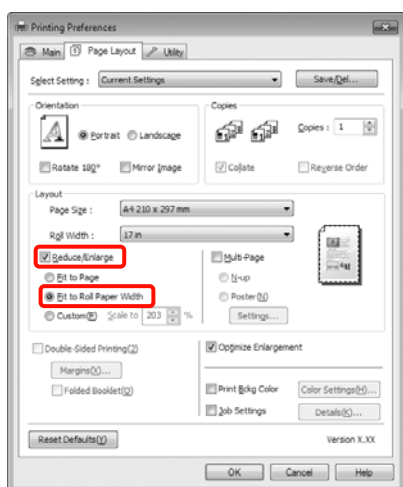 Printing Preferences
Main Page Layout Utility
Select Setting : Current Settings Save/Del...
Orientation Copies
Portrait Landscape Copies : 1
Rotate 180° Mirror Image Collate Reverse Order
Layout
Page Size : A4 210 x 297 mm
Roll Width : 17 in
Reduce/Enlarge Multi-Page
Fit to Page N-up
Fit to Roll Paper Width Poster(N)
Custom(F) Scale to 203 % Settings...
Double-Sided Printing(2) Optimize Enlargement
Margins(X)...
Folded Booklet(Q) Print Bckg Color Color Settings(H)...
Job Settings Details(K)...
Reset Defaults(Y) Version X.XX
OK Cancel Help